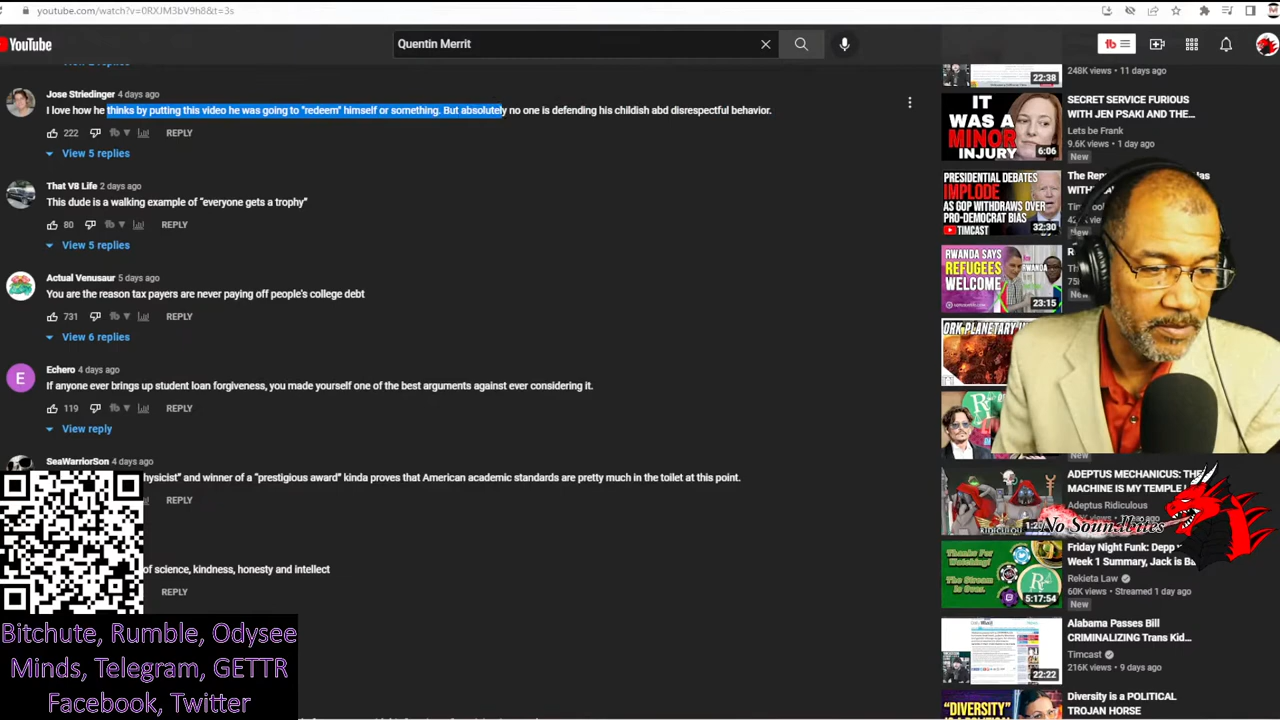 youtube.com/watch?v=0RXJM3bV9h8&t=3s
YouTube
Quentin Merrit
Jose Striedinger 4 days ago
I love how he thinks by putting this video he was going to "redeem" himself or something. But absolutely no one is defending his childish abd disrespectful behavior.
222 REPLY
View 5 replies
That V8 Life 2 days ago
This dude is a walking example of "everyone gets a trophy"
80 REPLY
View 5 replies
Actual Venusaur 5 days ago
You are the reason tax payers are never paying off people's college debt
731 REPLY
View 6 replies
Echero 4 days ago
If anyone ever brings up student loan forgiveness, you made yourself one of the best arguments against ever considering it.
119 REPLY
View reply
SeaWarriorSon 4 days ago
and winner of a "prestigious award" kinda proves that American academic standards are pretty much in the toilet at this point.
REPLY
of science, kindness, honor and intellect
REPLY
Bitchute
Facebook, Twitter
22:38
248K views 11 days ago
IT
WAS A
MINOR
INJURY
6:06
SECRET SERVICE FURIOUS
WITH JEN PSAKI AND THE...
Lets be Frank
9.6K views • 1 day ago
New
PRESIDENTIAL DEBATES
IMPLODE
AS GOP WITHDRAWS OVER
PRO-DEMOCRAT BIAS
TIMCAST
32:30
RWANDA SAYS
REFUGEES
WELCOME
RWANDA
23:15
ADEPTUS MECHANICUS: THE
MACHINE IS MY TEMPLE
Adeptus Ridiculous
No Soundbites
Thanks For
Watching!
The Stream
Is Over.
5:17:54
Friday Night Funk: Depp
Week 1 Summary, Jack is
Rekieta Law
60K views • Streamed 1 day ago
New
22:22
Alabama Passes Bill
CRIMINALIZING Trans Kid...
Timcast
216K views • 9 days ago
"DIVERSITY"
Diversity is a POLITICAL
TROJAN HORSE